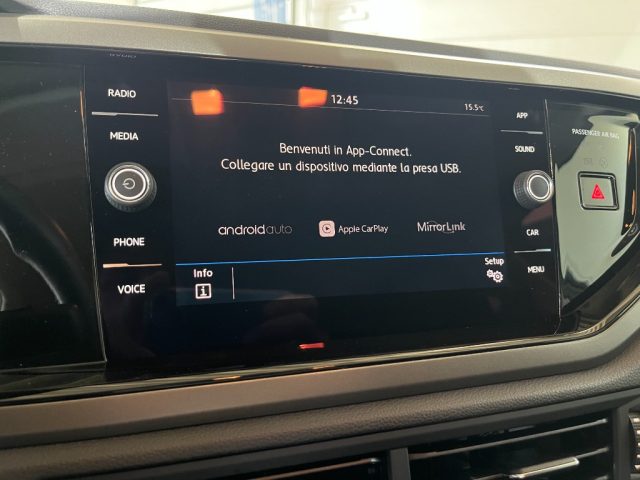 RADIO
MEDIA
PHONE
VOICE
12:45
15.5°C
Benvenuti in App-Connect.
Collegare un dispositivo mediante la presa USB.
androidauto
Apple CarPlay
MirrorLink
Info
Setup
APP
SOUND
CAR
MENU
PASSENGER AIR BAG